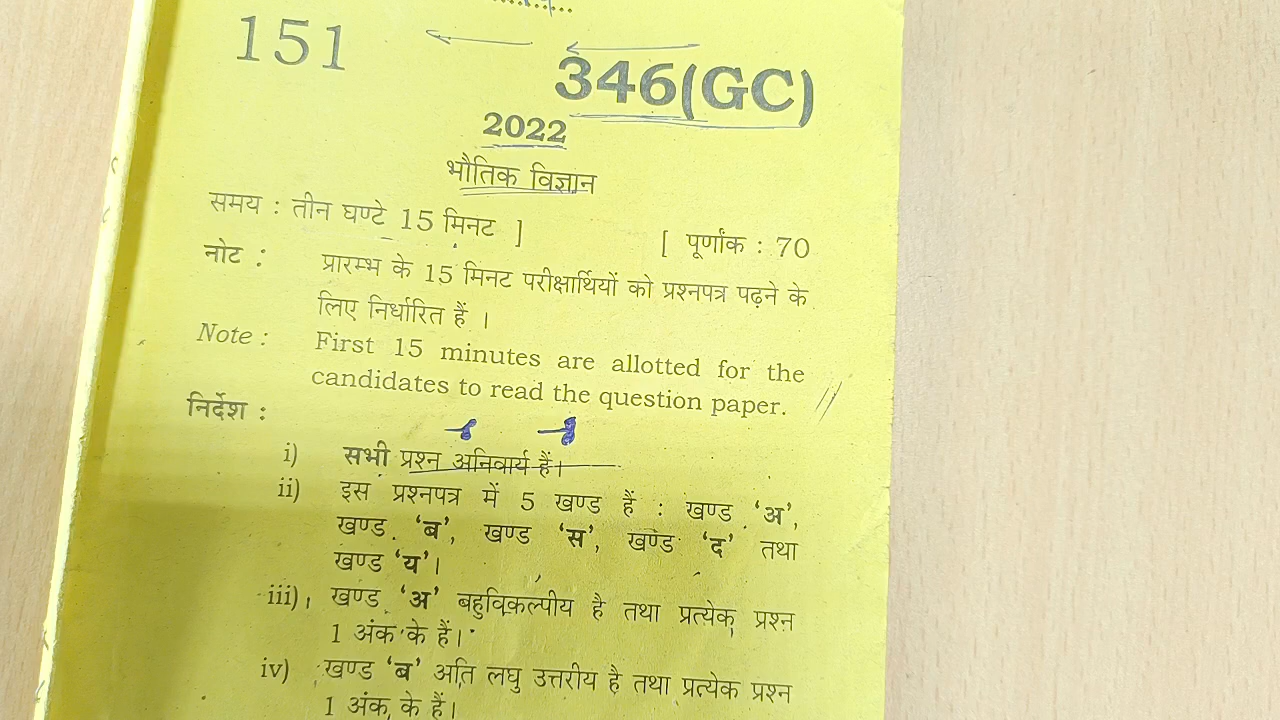 151
346(GC)
2022
भौतिक विज्ञान
समय : तीन घण्टे 15 मिनट ] [ पूर्णांक : 70
नोट : प्रारम्भ के 15 मिनट परीक्षार्थियों को प्रश्नपत्र पढ़ने के
लिए निर्धारित हैं ।
Note : First 15 minutes are allotted for the
candidates to read the question paper.
निर्देश :
i) सभी प्रश्न अनिवार्य हैं।
ii) इस प्रश्नपत्र में 5 खण्ड हैं : खण्ड 'अ',
खण्ड 'ब', खण्ड 'स', खण्ड 'द' तथा
खण्ड 'य'।
iii) खण्ड 'अ' बहुविकल्पीय है तथा प्रत्येक प्रश्न
1 अंक के हैं।
iv) खण्ड 'ब' अति लघु उत्तरीय है तथा प्रत्येक प्रश्न
1 अंक के हैं।